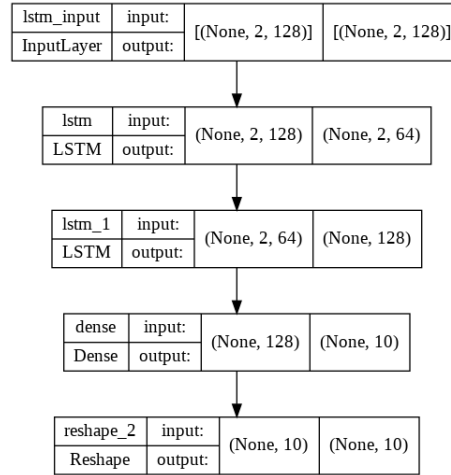 lstm_input input: [(None, 2, 128)] [(None, 2, 128)]
InputLayer output:
lstm input: (None, 2, 128) (None, 2, 64)
LSTM output:
lstm_1 input: (None, 2, 64) (None, 128)
LSTM output:
dense input: (None, 128) (None, 10)
Dense output:
reshape_2 input: (None, 10) (None, 10)
Reshape output: